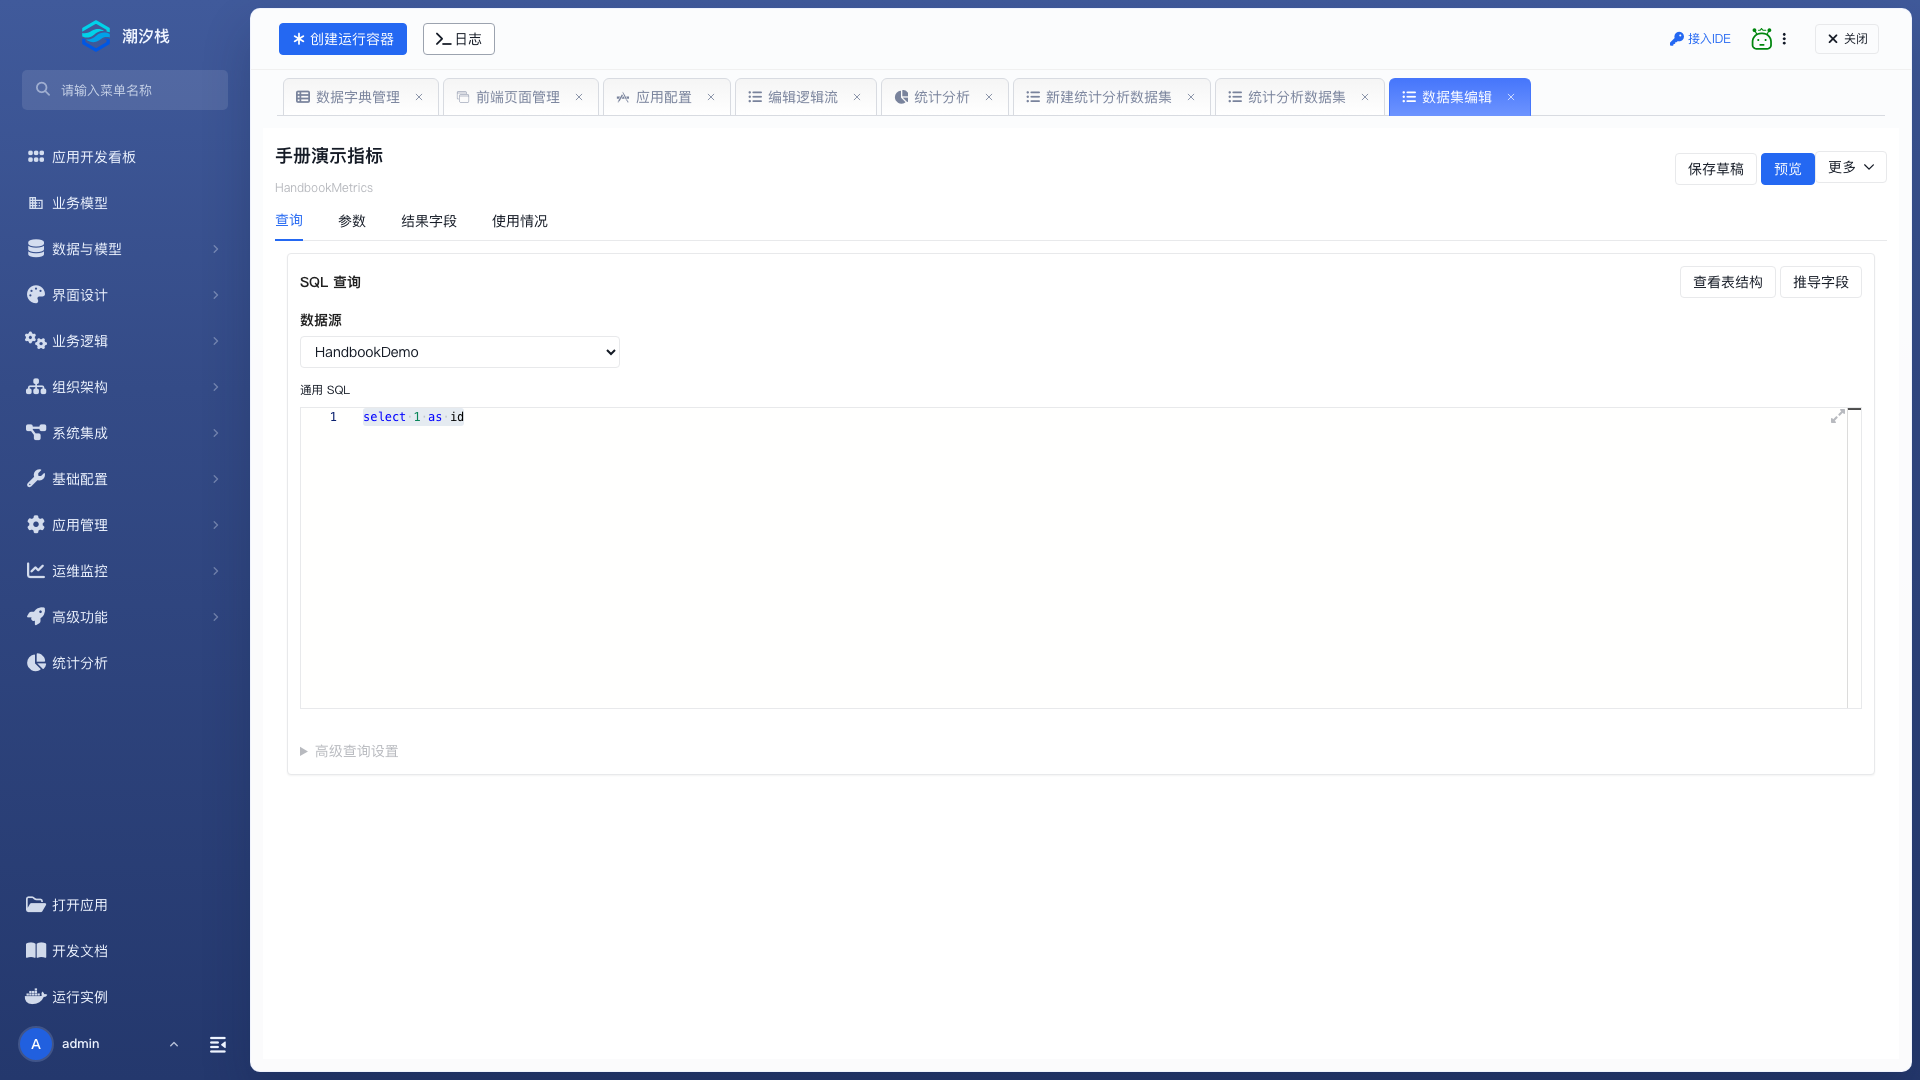 潮汐栈
请输入菜单名称
应用开发看板
业务模型
数据与模型
界面设计
业务逻辑
组织架构
系统集成
基础配置
应用管理
运维监控
高级功能
统计分析
打开应用
开发文档
运行实例
A admin
创建运行容器 日志 接入IDE 关闭
数据字典管理 前端页面管理 应用配置 编辑逻辑流 统计分析 新建统计分析数据集 统计分析数据集 数据集编辑
手册演示指标
HandbookMetrics
保存草稿 预览 更多
查询 参数 结果字段 使用情况
SQL 查询 查看表结构 推导字段
数据源
HandbookDemo
通用 SQL
1 select 1 as id
高级查询设置